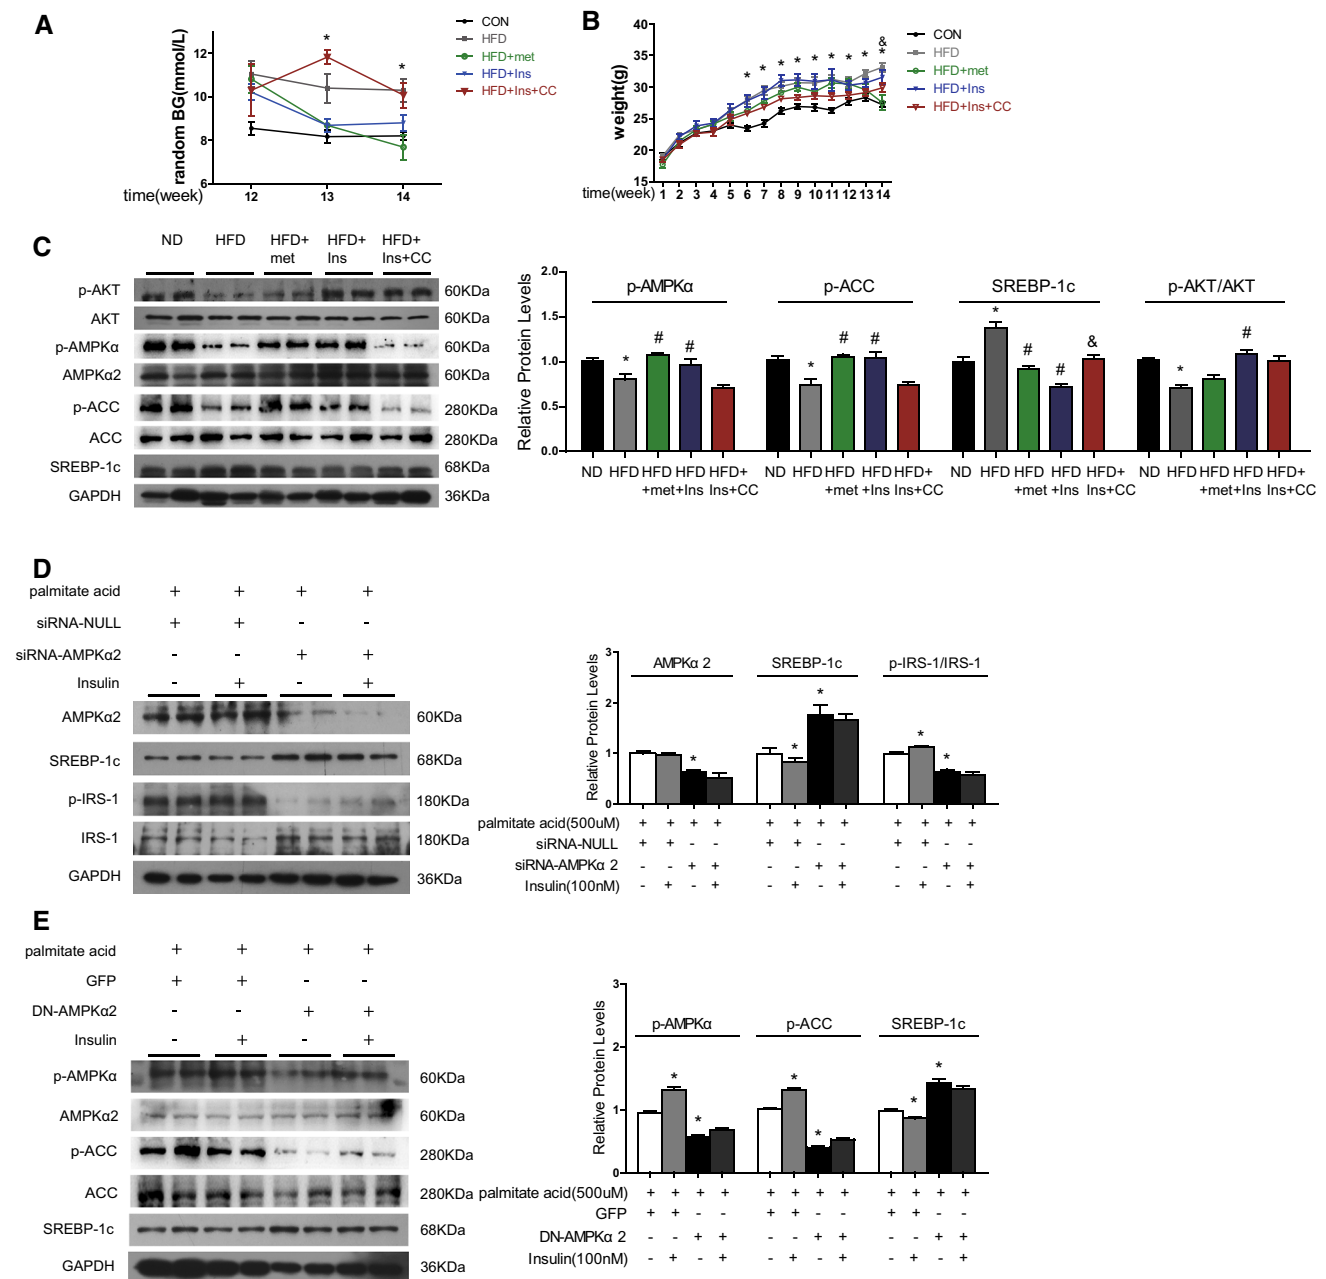 A
random BG(mmol/L)
12
10
8
6
* *
time(week) 12 13 14
CON
HFD
HFD+met
HFD+Ins
HFD+Ins+CC
B
weight(g)
40
35
30
25
20
15
* * * * * * * * *
&
time(week) 1 2 3 4 5 6 7 8 9 10 11 12 13 14
CON
HFD
HFD+met
HFD+Ins
HFD+Ins+CC
C
ND HFD HFD+ HFD+ HFD+
met Ins Ins+CC
p-AKT 60KDa
AKT 60KDa
p-AMPKα 60KDa
AMPKα2 60KDa
p-ACC 280KDa
ACC 280KDa
SREBP-1c 68KDa
GAPDH 36KDa
Relative Protein Levels
2.0
1.5
1.0
0.5
0.0
p-AMPKα p-ACC SREBP-1c p-AKT/AKT
* # # * # # * # # & * #
ND HFD HFD HFD HFD+ ND HFD HFD HFD HFD+ ND HFD HFD HFD HFD+ ND HFD HFD HFD HFD+
+met+Ins Ins+CC +met +Ins Ins+CC +met +Ins Ins+CC +met+Ins Ins+CC
D
palmitate acid + + + +
siRNA-NULL + + - -
siRNA-AMPKα2 - - + +
Insulin - + - +
AMPKα2 60KDa
SREBP-1c 68KDa
p-IRS-1 180KDa
IRS-1 180KDa
GAPDH 36KDa
Relative Protein Levels
3
2
1
0
AMPKα 2 SREBP-1c p-IRS-1/IRS-1
* * * * *
palmitate acid(500uM) + + + + + + + + + + + +
siRNA-NULL + + - - + + - - + + - -
siRNA-AMPKα 2 - - + + - - + + - - + +
Insulin(100nM) - + - + - + - + - + - +
E
palmitate acid + + + +
GFP + + - -
DN-AMPKα2 - - + +
Insulin - + - +
p-AMPKα 60KDa
AMPKα2 60KDa
p-ACC 280KDa
ACC 280KDa
SREBP-1c 68KDa
GAPDH 36KDa
Relative Protein Levels
3
2
1
0
p-AMPKα p-ACC SREBP-1c
* * * * * *
palmitate acid(500uM) + + + + + + + + + + + +
GFP + + - - + + - - + + - -
DN-AMPKα 2 - - + + - - + + - - + +
Insulin(100nM) - + - + - + - + - + - +